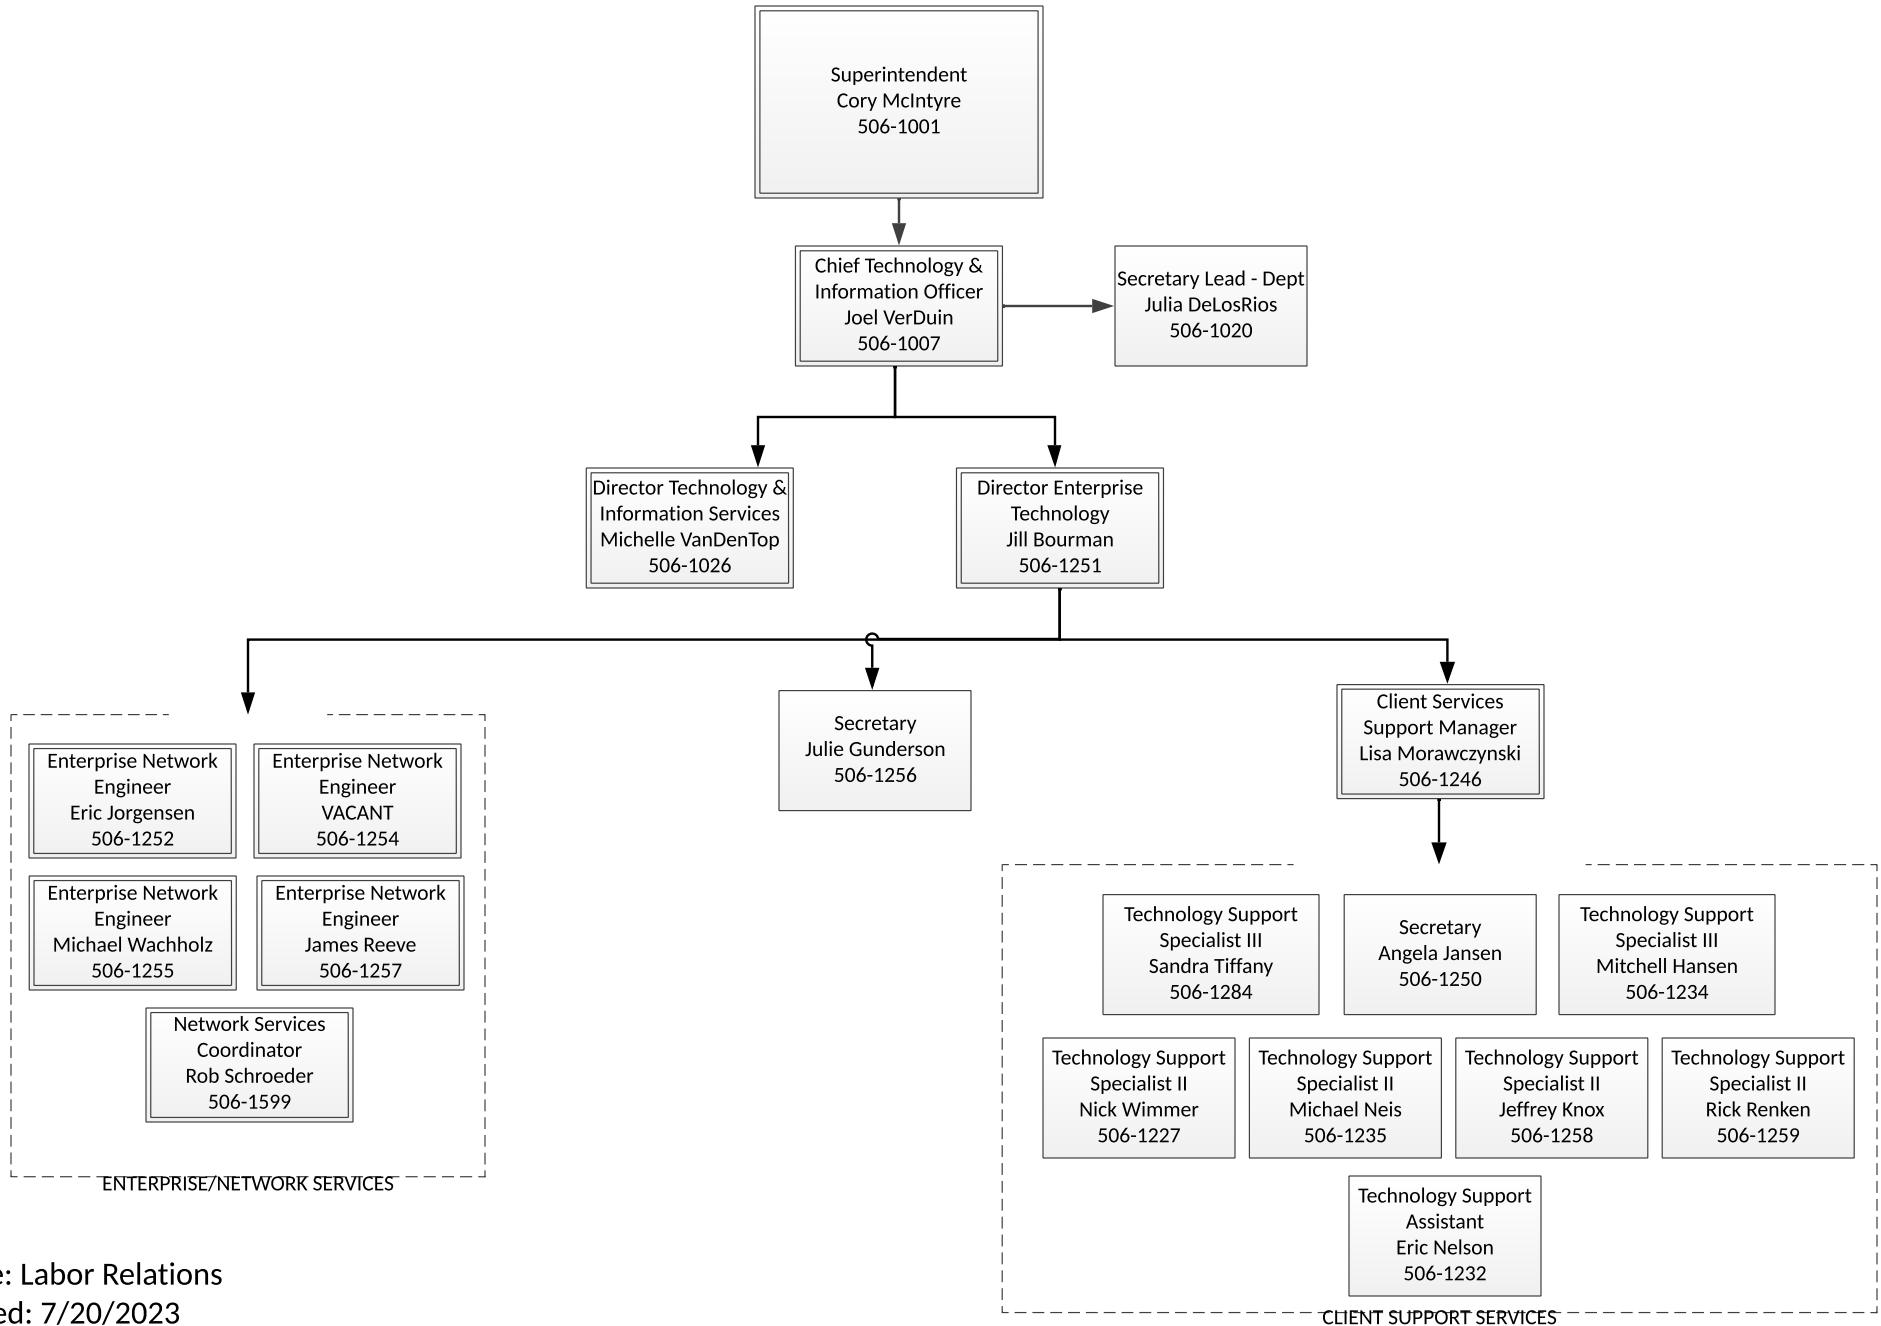 Superintendent
Cory McIntyre
506-1001
Chief Technology &
Information Officer
Joel VerDuin
506-1007
Secretary Lead - Dept
Julia DeLosRios
506-1020
Director Technology &
Information Services
Michelle VanDenTop
506-1026
Director Enterprise
Technology
Jill Bourman
506-1251
Enterprise Network
Engineer
Eric Jorgensen
506-1252
Enterprise Network
Engineer
VACANT
506-1254
Enterprise Network
Engineer
Michael Wachholz
506-1255
Enterprise Network
Engineer
James Reeve
506-1257
Network Services
Coordinator
Rob Schroeder
506-1599
ENTERPRISE/NETWORK SERVICES
Secretary
Julie Gunderson
506-1256
Client Services
Support Manager
Lisa Morawczynski
506-1246
Technology Support
Specialist III
Sandra Tiffany
506-1284
Secretary
Angela Jansen
506-1250
Technology Support
Specialist III
Mitchell Hansen
506-1234
Technology Support
Specialist II
Nick Wimmer
506-1227
Technology Support
Specialist II
Michael Neis
506-1235
Technology Support
Specialist II
Jeffrey Knox
506-1258
Technology Support
Specialist II
Rick Renken
506-1259
Technology Support
Assistant
Eric Nelson
506-1232
CLIENT SUPPORT SERVICES
e: Labor Relations
ed: 7/20/2023